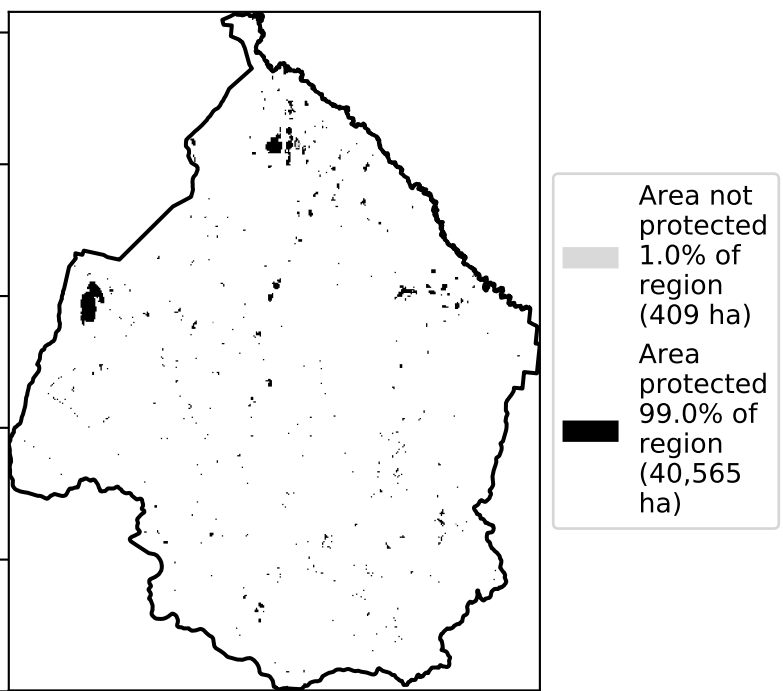 Area not
protected
1.0% of
region
(409 ha)
Area
protected
99.0% of
region
(40,565
ha)